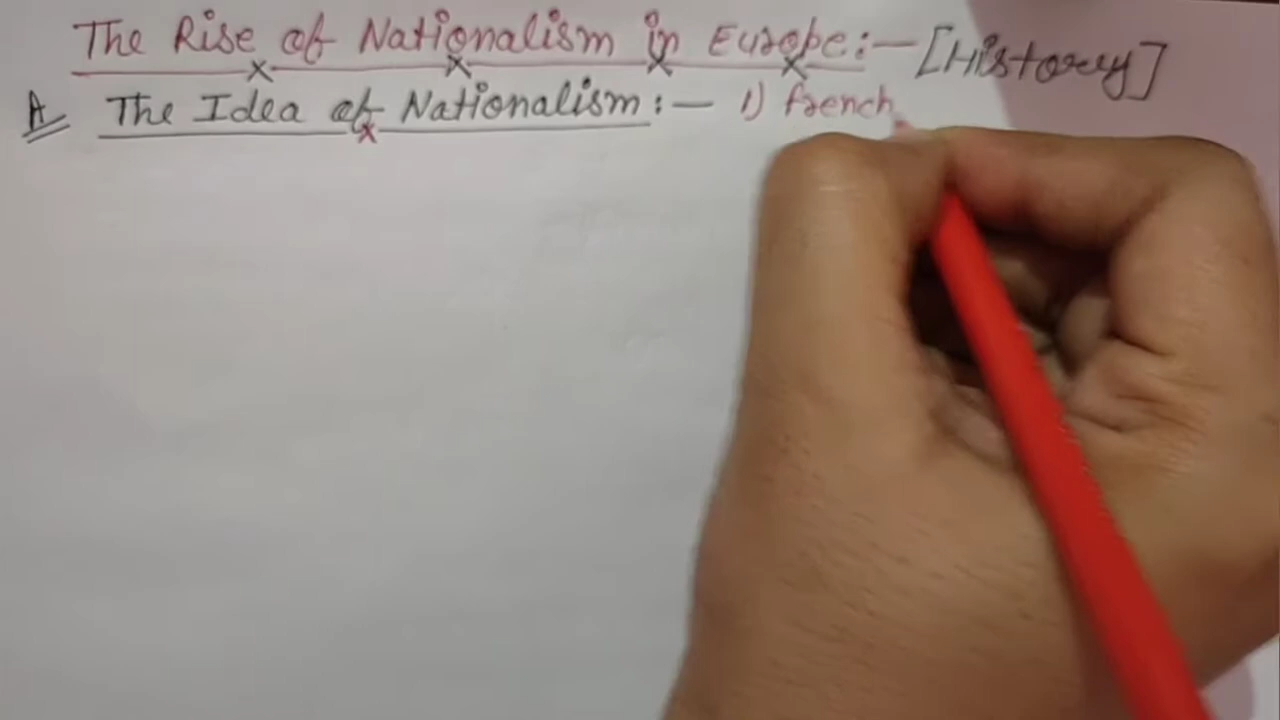 The Rise of Nationalism in Europe:— [History]
A The Idea of Nationalism:— 1) french